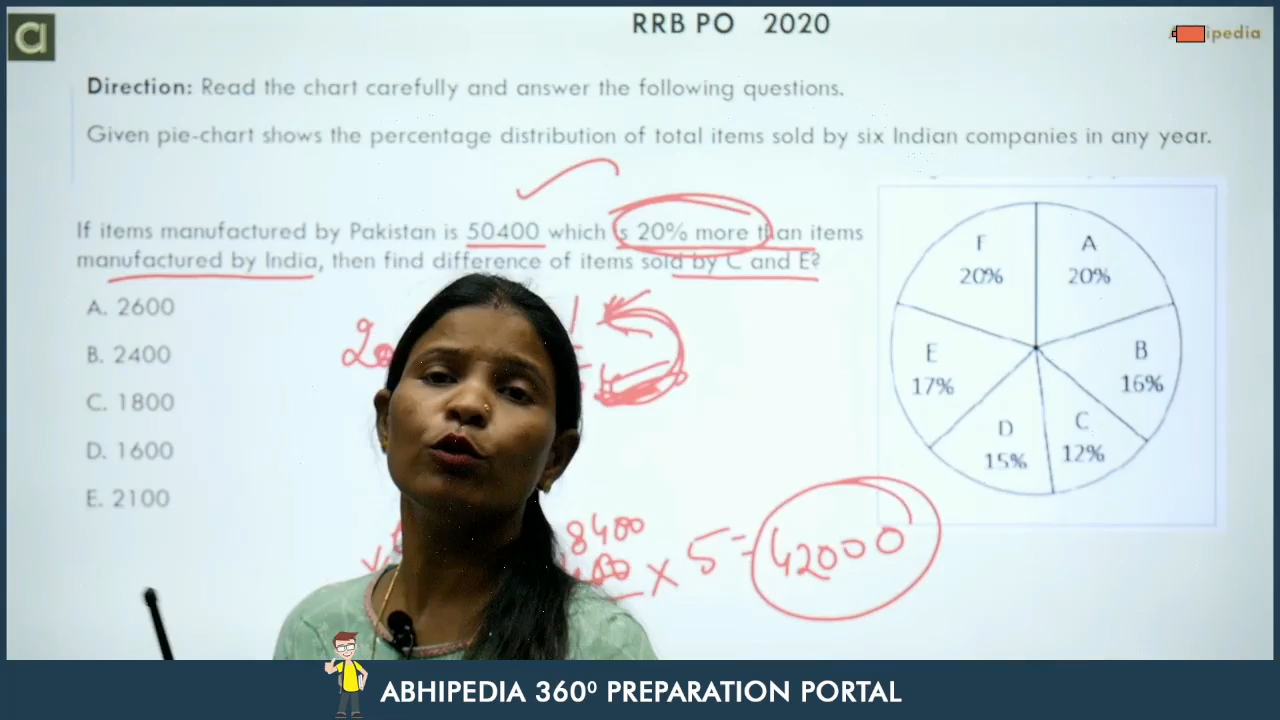 RRB PO 2020
ipedia
Direction: Read the chart carefully and answer the following questions.
Given pie-chart shows the percentage distribution of total items sold by six Indian companies in any year.
If items manufactured by Pakistan is 50400 which is 20% more than items
manufactured by India, then find difference of items sold by C and E?
A. 2600
B. 2400
C. 1800
D. 1600
E. 2100
F
20%
A
20%
E
17%
B
16%
D
15%
C
12%
8400
× 5 = 42000
ABHIPEDIA 360⁰ PREPARATION PORTAL